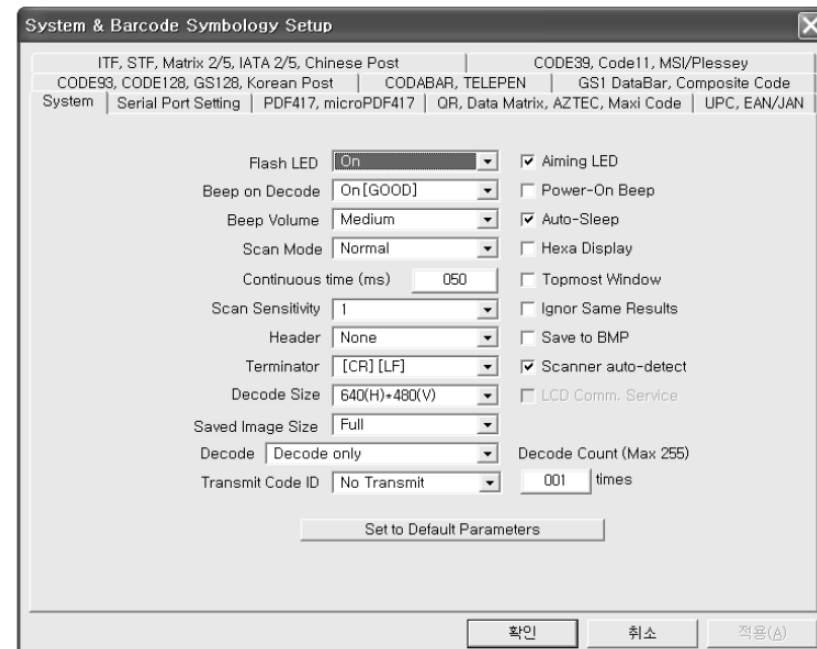 System & Barcode Symbology Setup
ITF, STF, Matrix 2/5, IATA 2/5, Chinese Post CODE39, Code11, MSI/Plessey
CODE93, CODE128, GS128, Korean Post CODABAR, TELEPEN GS1 DataBar, Composite Code
System Serial Port Setting PDF417, microPDF417 QR, Data Matrix, AZTEC, Maxi Code UPC, EAN/JAN
Flash LED On Aiming LED
Beep on Decode On[GOOD] Power-On Beep
Beep Volume Medium Auto-Sleep
Scan Mode Normal Hexa Display
Continuous time (ms) 050 Topmost Window
Scan Sensitivity 1 Ignor Same Results
Header None Save to BMP
Terminator [CR][LF] Scanner auto-detect
Decode Size 640(H)*480(V) LCD Comm. Service
Saved Image Size Full
Decode Decode only Decode Count (Max 255)
Transmit Code ID No Transmit 001 times
Set to Default Parameters
확인 취소 적용(A)